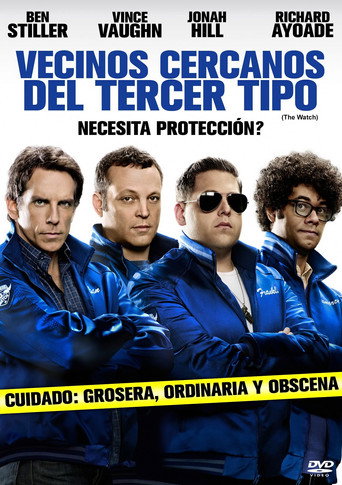 BEN STILLER
VINCE VAUGHN
JONAH HILL
RICHARD AYOADE
VECINOS CERCANOS
DEL TERCER TIPO
(The Watch)
NECESITA PROTECCIÓN?
CUIDADO: GROSERA, ORDINARIA Y OBSCENA
DVD
VIDEO